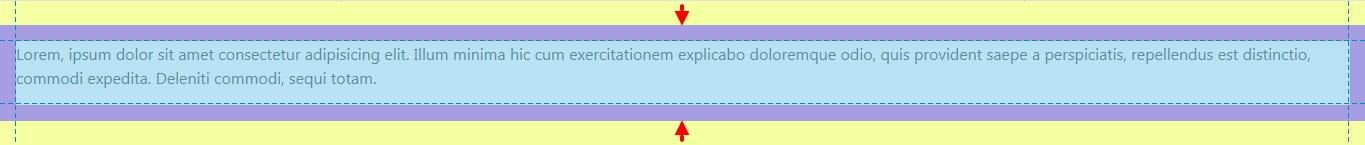 Lorem, ipsum dolor sit amet consectetur adipisicing elit. Illum minima hic cum exercitationem explicabo doloremque odio, quis provident saepe a perspiciatis, repellendus est distinctio,
commodi expedita. Deleniti commodi, sequi totam.